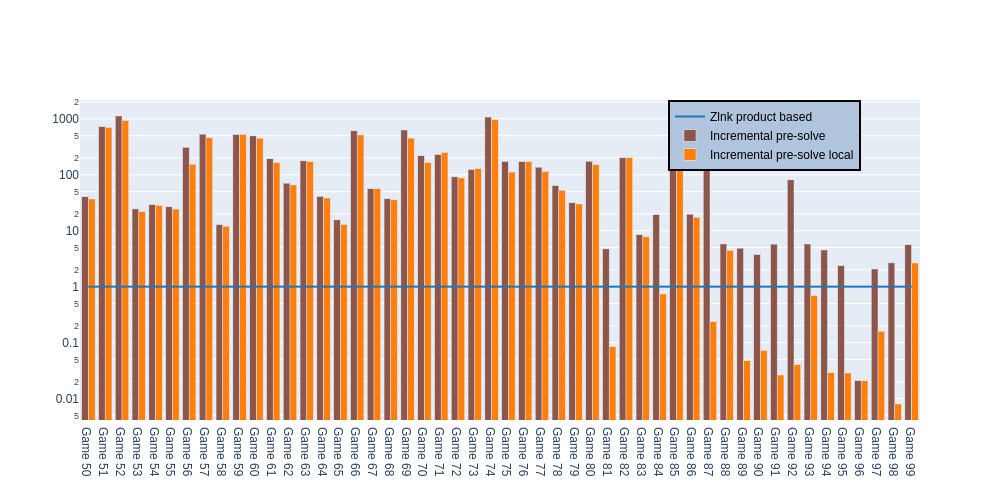 2
1000
5
2
100
5
2
10
5
2
1
5
2
0.1
5
2
0.01
5
Zlnk product based
Incremental pre-solve
Incremental pre-solve local
Game 50
Game 51
Game 52
Game 53
Game 54
Game 55
Game 56
Game 57
Game 58
Game 59
Game 60
Game 61
Game 62
Game 63
Game 64
Game 65
Game 66
Game 67
Game 68
Game 69
Game 70
Game 71
Game 72
Game 73
Game 74
Game 75
Game 76
Game 77
Game 78
Game 79
Game 80
Game 81
Game 82
Game 83
Game 84
Game 85
Game 86
Game 87
Game 88
Game 89
Game 90
Game 91
Game 92
Game 93
Game 94
Game 95
Game 96
Game 97
Game 98
Game 99